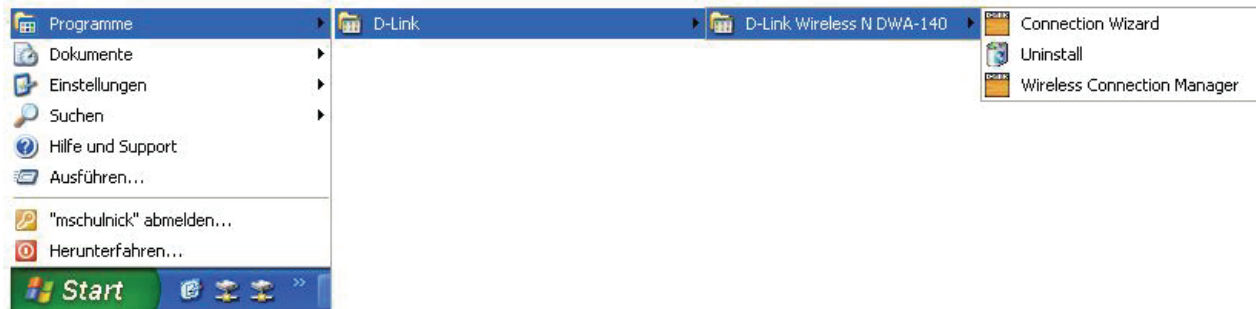 Programme
D-Link
D-Link Wireless N DWA-140
Connection Wizard
Dokumente
Uninstall
Einstellungen
Wireless Connection Manager
Suchen
Hilfe und Support
Ausführen...
"mschulnick" abmelden...
Herunterfahren...
Start